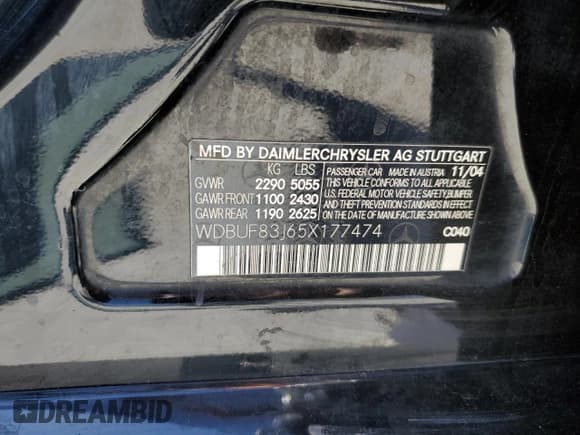 MFD BY DAIMLERCHRYSLER AG STUTTGART
KG LBS PASSENGER CAR MADE IN AUSTRIA 11/04
GVWR 2290 5055 THIS VEHICLE CONFORMS TO ALL APPLICABLE
GAWR FRONT 1100 2430 U.S. FEDERAL MOTOR VEHICLE SAFETY, BUMPER
AND THEFT PREVENTION STANDARDS IN EFFECT
GAWR REAR 1190 2625 ON THE DATE OF MANUFACTURE SHOWN ABOVE.
WDBUF83J65X177474 C040
DREAMBID